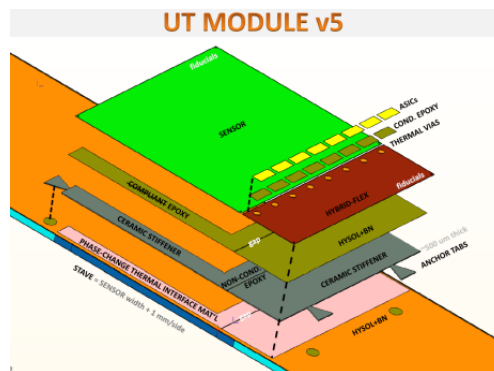 UT MODULE v5
fiducials
SENSOR
ASICs
COND. EPOXY
THERMAL VIAS
HYBRID-FLEX
fiducials
COMPLIANT EPOXY
gap
HYSOL+BN
CERAMIC STIFFENER
NON-COND.
EPOXY
CERAMIC STIFFENER
~500 um thick
ANCHOR TABS
PHASE-CHANGE THERMAL INTERFACE MAT'L
gap
STAVE = SENSOR width + 1 mm/side
HYSOL+BN